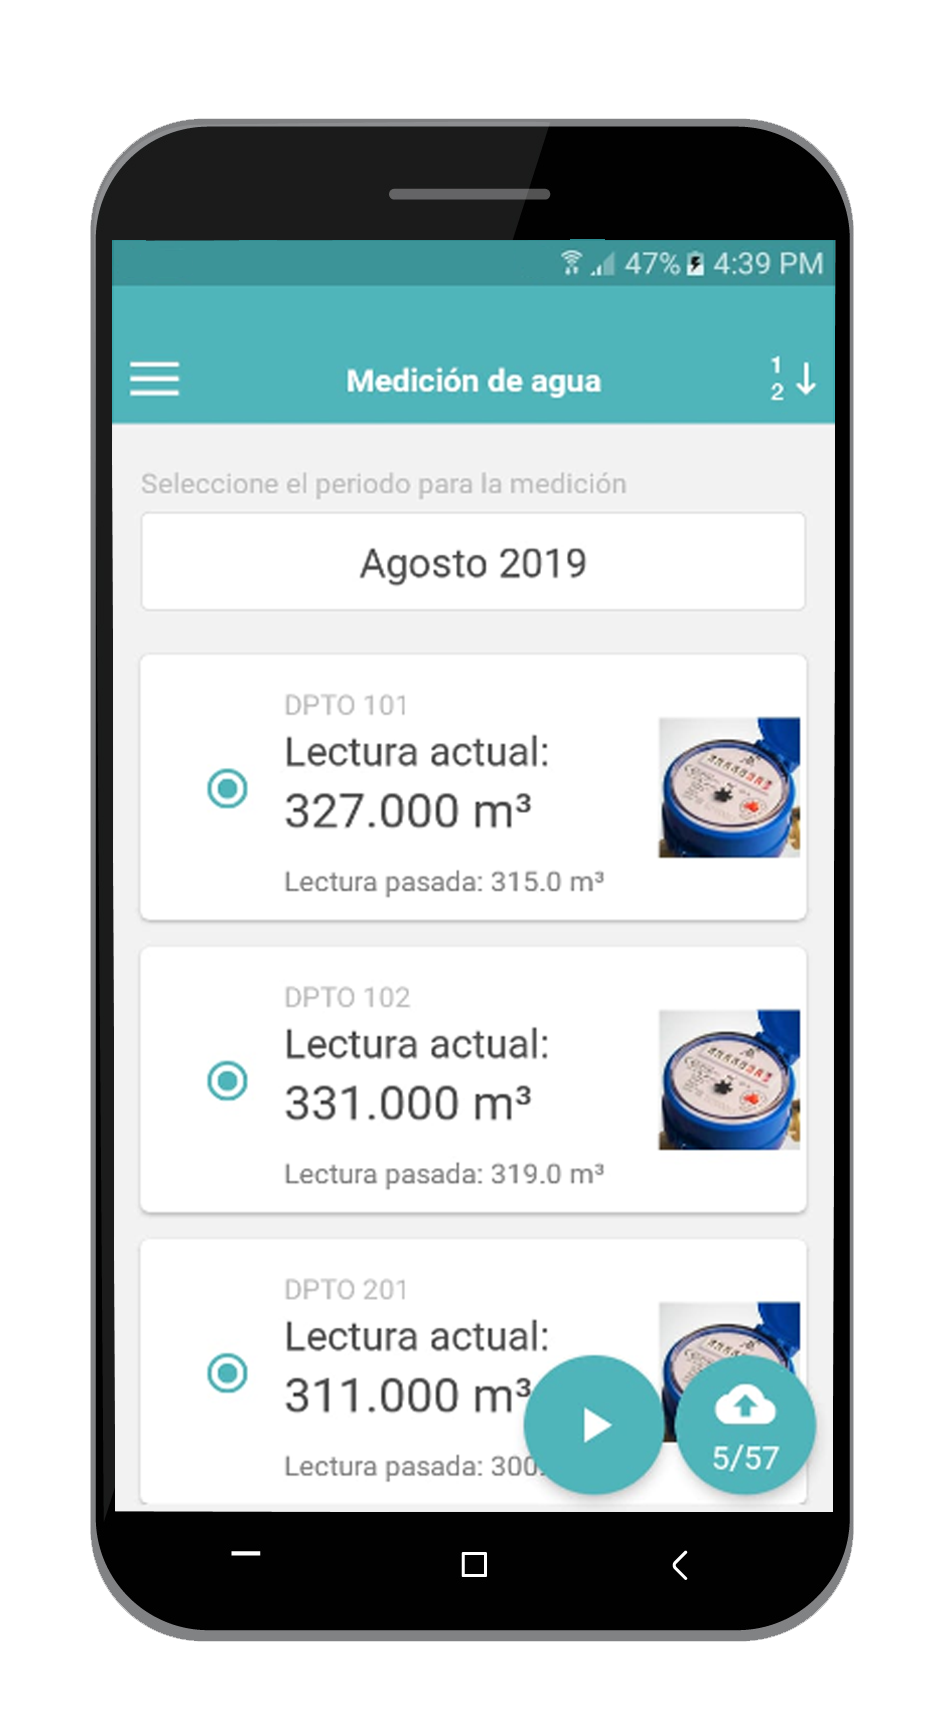 47% 4:39 PM
Medición de agua
1
2
Seleccione el periodo para la medición
Agosto 2019
DPTO 101
Lectura actual:
327.000 m³
Lectura pasada: 315.0 m³
DPTO 102
Lectura actual:
331.000 m³
Lectura pasada: 319.0 m³
DPTO 201
Lectura actual:
311.000 m³
Lectura pasada: 300.
5/57